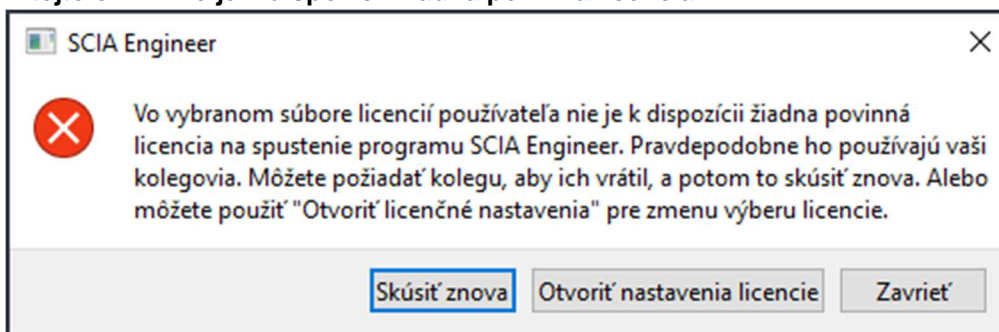 SCIA Engineer
Vo vybranom súbore licencií používateľa nie je k dispozícii žiadna povinná
licencia na spustenie programu SCIA Engineer. Pravdepodobne ho používajú vaši
kolegovia. Môžete požiadať kolegu, aby ich vrátil, a potom to skúsiť znova. Alebo
môžete použiť "Otvoriť licenčné nastavenia" pre zmenu výberu licencie.
Skúsiť znova Otvoriť nastavenia licencie Zavrieť